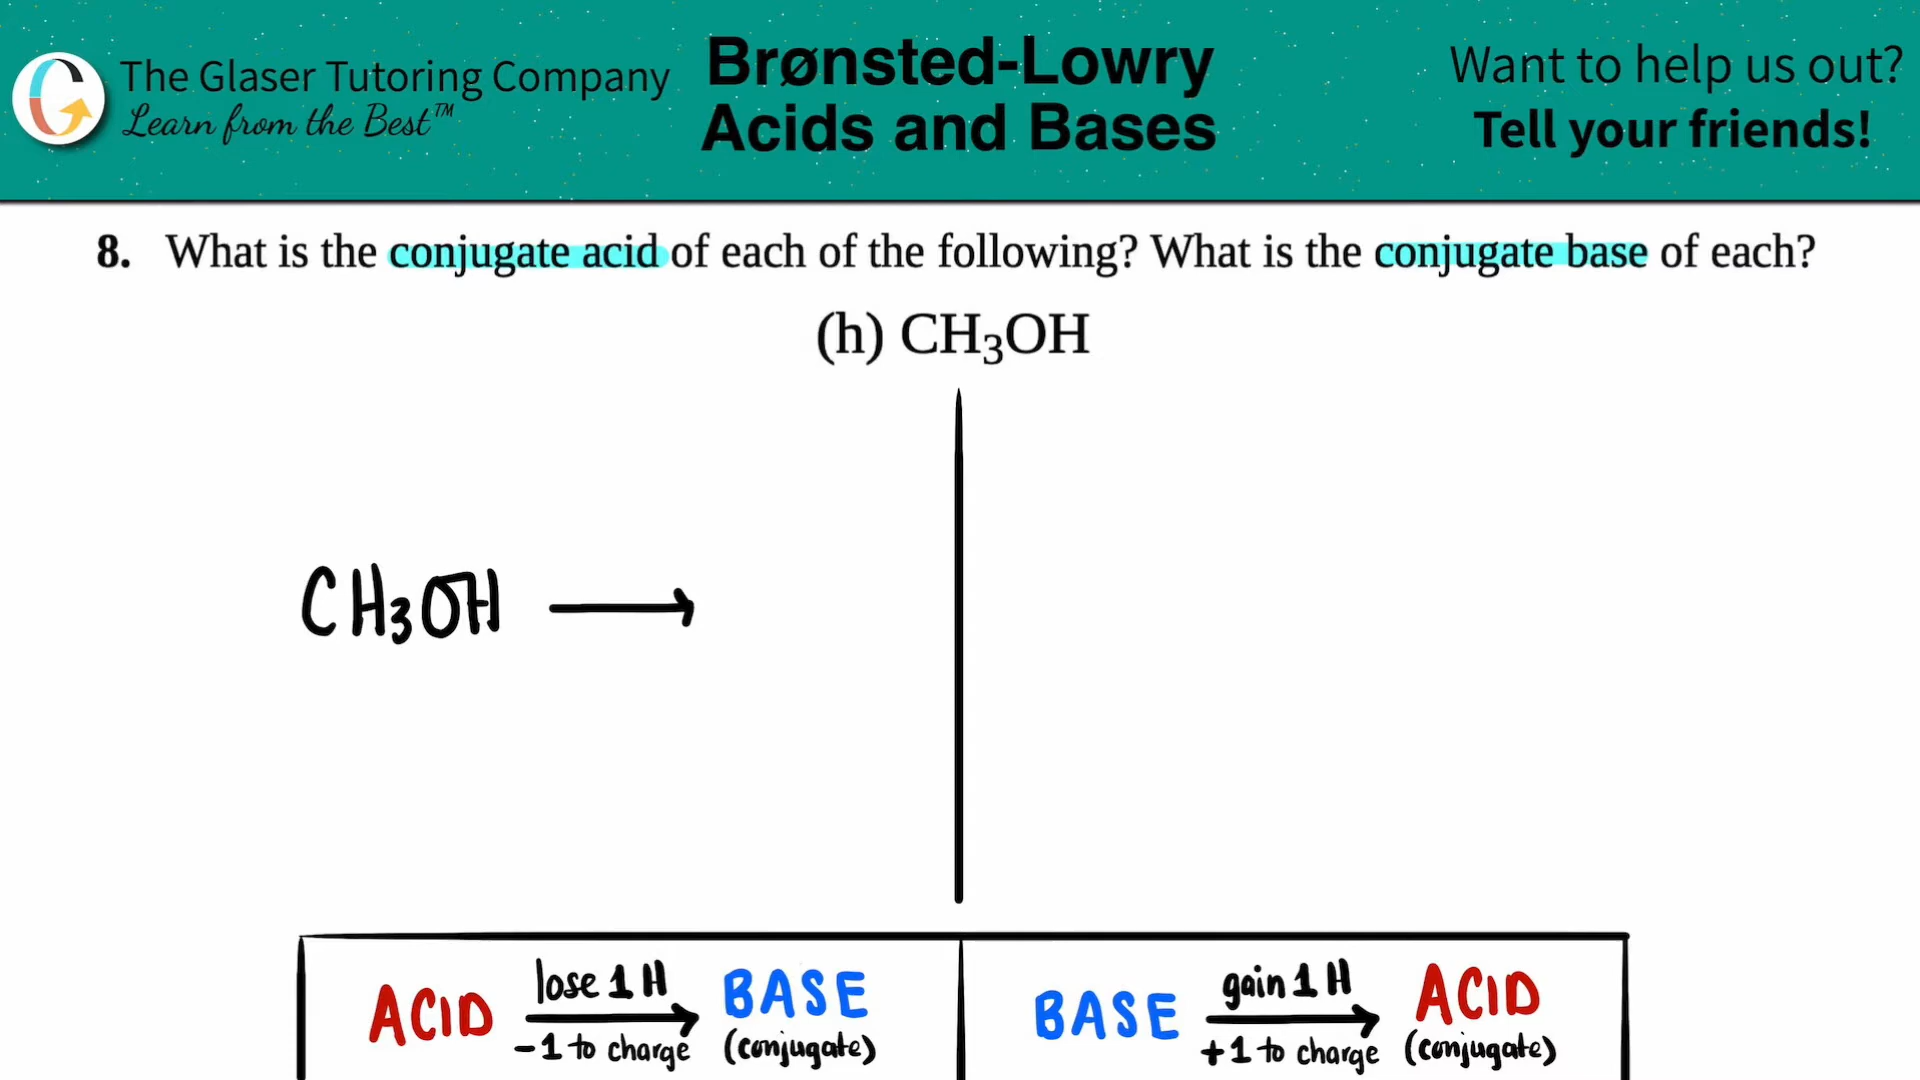 The Glaser Tutoring Company
Learn from the Best™
Brønsted-Lowry
Acids and Bases
Want to help us out?
Tell your friends!
8. What is the conjugate acid of each of the following? What is the conjugate base of each?
(h) CH₃OH
CH₃OH →
ACID lose 1 H → BASE
-1 to charge (conjugate)
BASE gain 1 H → ACID
+1 to charge (conjugate)